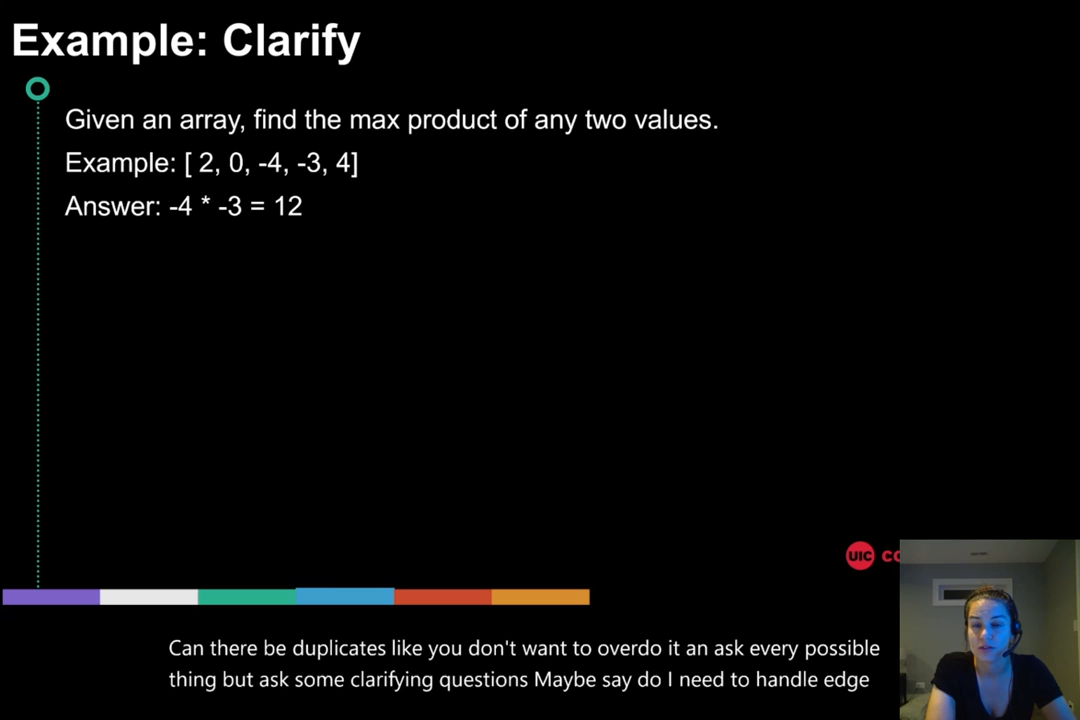 Example: Clarify
Given an array, find the max product of any two values.
Example: [ 2, 0, -4, -3, 4]
Answer: -4 * -3 = 12
UIC
Can there be duplicates like you don't want to overdo it an ask every possible
thing but ask some clarifying questions Maybe say do I need to handle edge